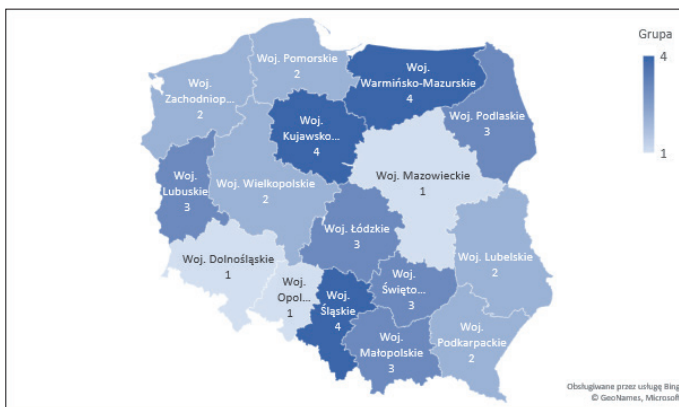 Grupa
4
1
Woj. Pomorskie
2
Woj.
Warmińsko-Mazurskie
4
Woj.
Zachodniop...
2
Woj. Podlaskie
3
Woj.
Kujawsko...
4
Woj. Mazowieckie
1
Woj.
Lubuskie
3
Woj. Wielkopolskie
2
Woj. Łódzkie
3
Woj. Dolnośląskie
1
Woj. Lubelskie
2
Woj.
Opol...
1
Woj.
Śląskie
4
Woj.
Święto...
3
Woj.
Małopolskie
3
Woj.
Podkarpackie
2
Obsługiwane przez usługę Bing
© GeoNames, Microsoft